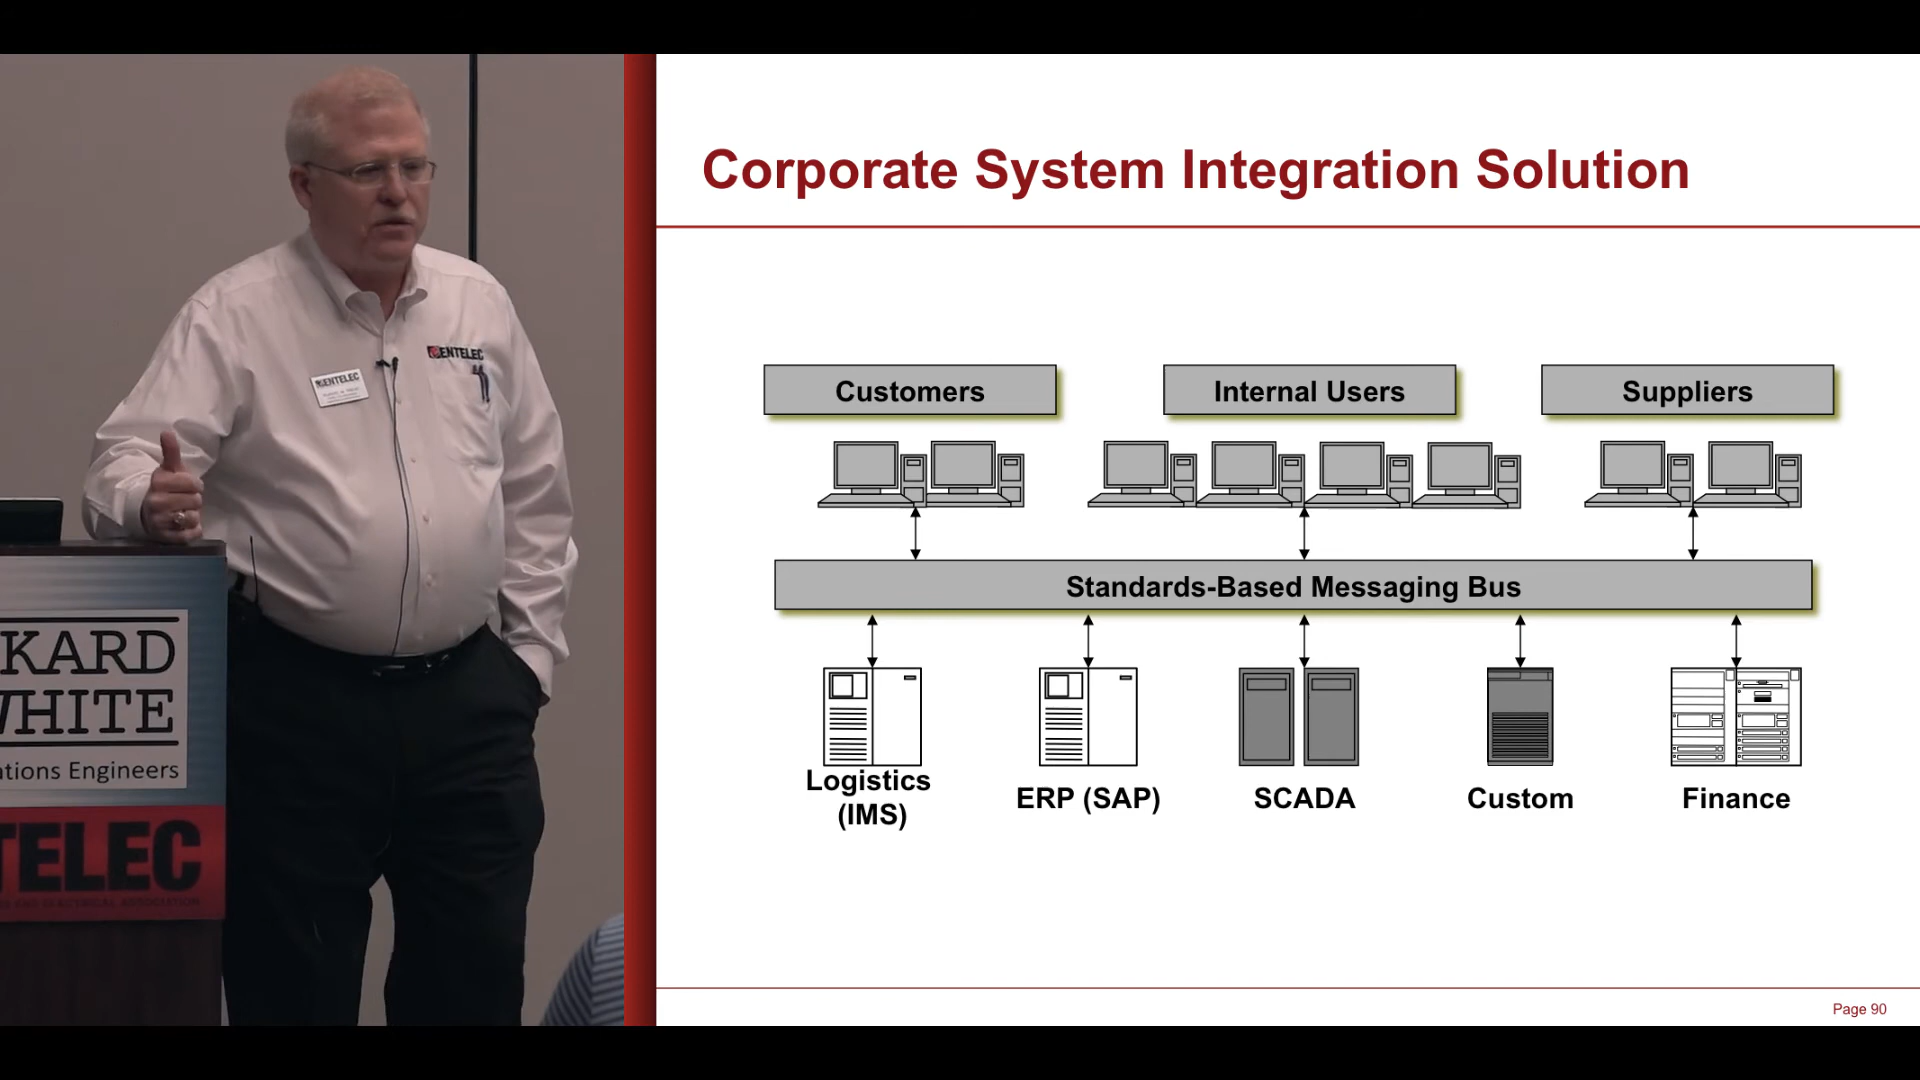 Corporate System Integration Solution
Customers
Internal Users
Suppliers
Standards-Based Messaging Bus
Logistics
(IMS)
ERP (SAP)
SCADA
Custom
Finance
Page 90
ENTELEC
ENTELEC
KARD
WHITE
ations Engineers
TELEC